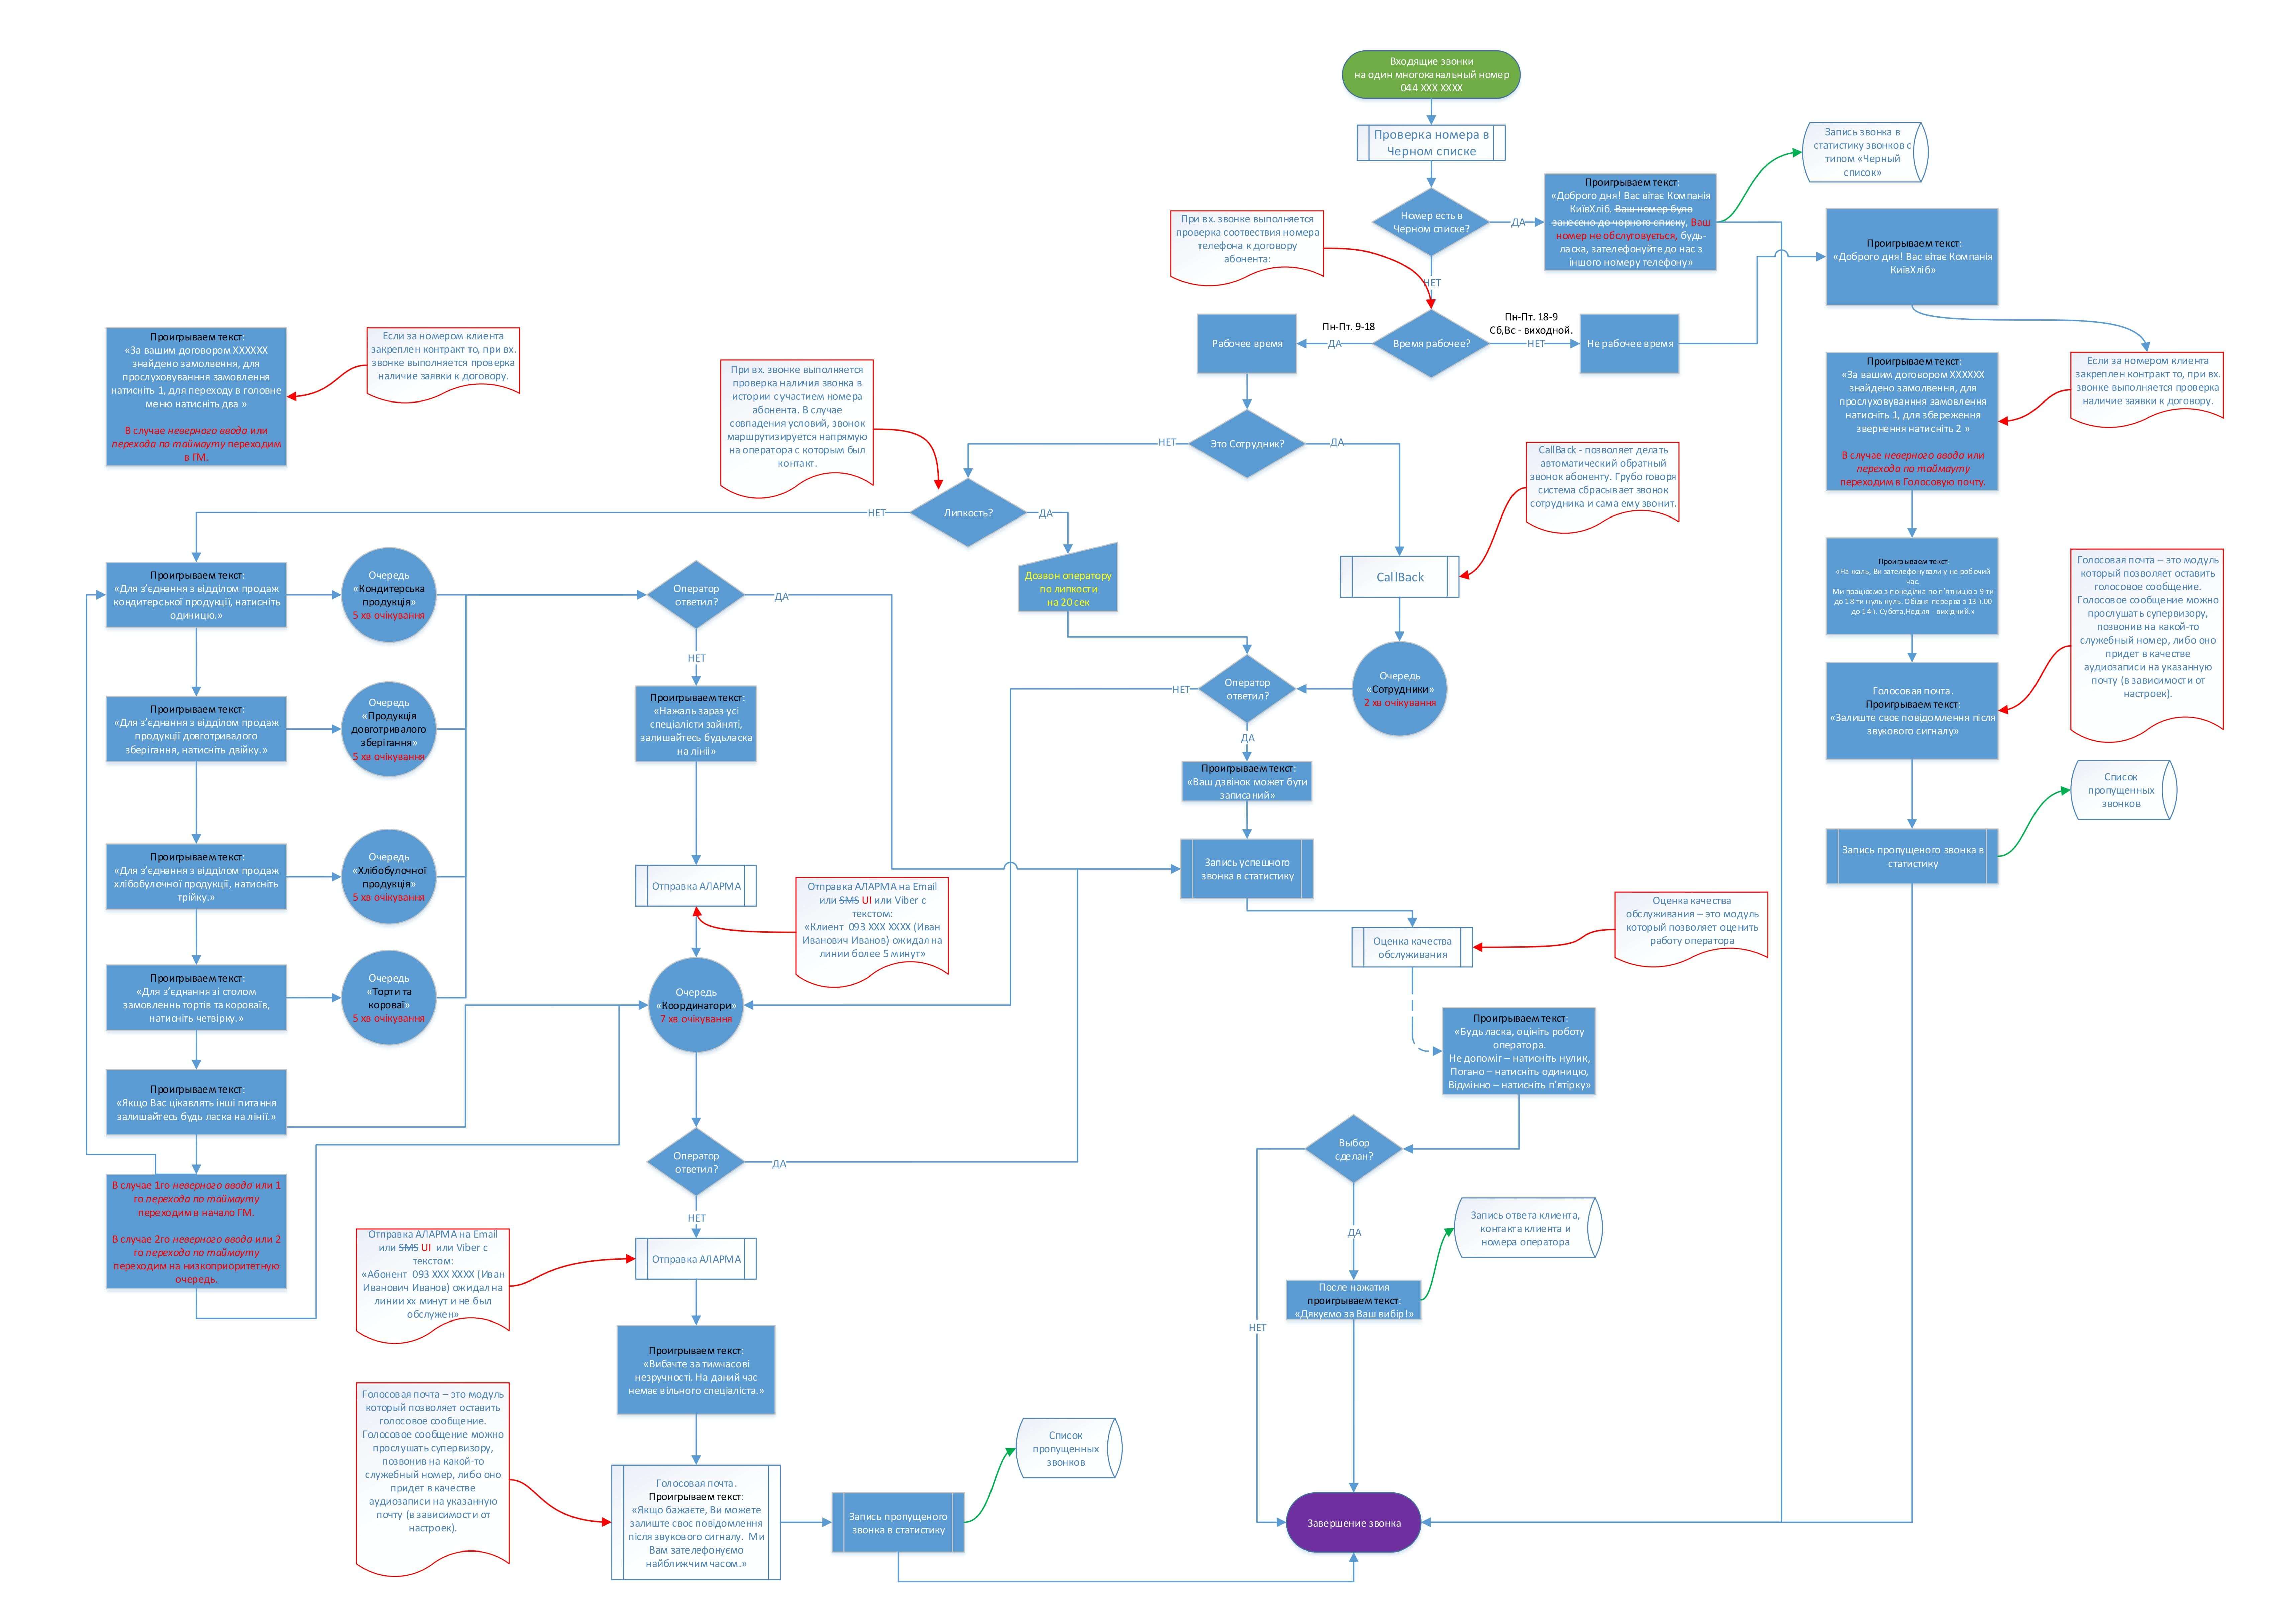 Входящие звонки
на один многоканальный номер
044 XXX XXXX
Проверка номера в
Черном списке
Номер есть в
Черном списке?
ДА
НЕТ
Проигрываем текст:
«Доброго дня! Вас вітає Компанія
КиївХліб. Ваш номер було
занесено до чорного списку, Ваш
номер не обслуговується, будь-
ласка, зателефонуйте до нас з
іншого номеру телефону»
Запись звонка в
статистику звонков с
типом «Черный
список»
При вх. звонке выполняется
проверка соотвествия номера
телефона к договору
абонента:
Время рабочее?
Пн-Пт. 9-18
ДА
Рабочее время
Пн-Пт. 18-9
Сб,Вс - виходной.
НЕТ
Не рабочее время
Проигрываем текст:
«Доброго дня! Вас вітає Компанія
КиївХліб»
Если за номером клиента
закреплен контракт то, при вх.
звонке выполняется проверка
наличие заявки к договору.
Проигрываем текст:
«За вашим договором XXXXXX
знайдено замолвення, для
прослуховуванння замовлення
натисніть 1, для збереження
звернення натисніть 2 »
В случае неверного ввода или
перехода по таймауту
переходим в Голосовую почту.
Проигрываем текст:
«На жаль, Ви зателефонували у не робочий
час.
Ми працюємо з понеділка по п’ятницю з 9-ти
до 18-ти нуль нуль. Обідня перерва з 13-ї.00
до 14-ї. Субота,Неділя - вихідний.»
Голосовая почта – это модуль
который позволяет оставить
голосовое сообщение.
Голосовое сообщение можно
прослушать супервизору,
позвонив на какой-то
служебный номер, либо оно
придет в качестве
аудиозаписи на указанную
почту (в зависимости от
настроек).
Голосовая почта.
Проигрываем текст:
«Залиште своє повідомлення після
звукового сигналу»
Список
пропущенных
звонков
Запись пропущеного звонка в
статистику
Проигрываем текст:
«За вашим договором XXXXXX
знайдено замолвення, для
прослуховуванння замовлення
натисніть 1, для переходу в головне
меню натисніть два »
В случае неверного ввода или
перехода по таймауту переходим
в ГМ.
Если за номером клиента
закреплен контракт то, при вх.
звонке выполняется проверка
наличие заявки к договору.
При вх. звонке выполняется
проверка наличия звонка в
истории с участием номера
абонента. В случае
совпадения условий, звонок
маршрутизируется напрямую
на оператора с которым был
контакт.
Это Сотрудник?
НЕТ
ДА
CallBack - позволяет делать
автоматический обратный
звонок абоненту. Грубо говоря
система сбрасывает звонок
сотрудника и сама ему звонит.
Липкость?
НЕТ
ДА
Дозвон оператору
по липкости
на 20 сек
CallBack
Очередь
«Сотрудники»
2 хв очікування
Оператор
ответил?
НЕТ
ДА
Проигрываем текст:
«Ваш дзвінок может бути
записаний»
Запись успешного
звонка в статистику
Оценка качества
обслуживания
Оценка качества
обслуживания – это модуль
который позволяет оценить
работу оператора
Проигрываем текст:
«Будь ласка, оцініть роботу
оператора.
Не допоміг – натисніть нулик,
Погано – натисніть одиницю,
Відмінно – натисніть п’ятірку»
Выбор
сделан?
ДА
НЕТ
Запись ответа клиента,
контакта клиента и
номера оператора
После нажатия
проигрываем текст:
«Дякуємо за Ваш вибір!»
Завершение звонка
Проигрываем текст:
«Для з’єднання з відділом продаж
кондитерської продукції, натисніть
одиницю.»
Очередь
«Кондитерська
продукція»
5 хв очікування
Проигрываем текст:
«Для з’єднання з відділом продаж
продукції довготривалого
зберігання, натисніть двійку.»
Очередь
«Продукція
довготривалого
зберігання»
5 хв очікування
Проигрываем текст:
«Для з’єднання з відділом продаж
хлібобулочної продукції, натисніть
трійку.»
Очередь
«Хлібобулочної
продукція»
5 хв очікування
Проигрываем текст:
«Для з’єднання зі столом
замовленнь тортів та короваїв,
натисніть четвірку.»
Очередь
«Торти та
короваї»
5 хв очікування
Проигрываем текст:
«Якщо Вас цікавлять інші питання
залишайтесь будь ласка на лінії.»
В случае 1го неверного ввода или 1
го перехода по таймауту
переходим в начало ГМ.
В случае 2го неверного ввода или 2
го перехода по таймауту
переходим на низкоприоритетную
очередь.
Оператор
ответил?
ДА
НЕТ
Проигрываем текст:
«Нажаль зараз усі
спеціалісти зайняті,
залишайтесь будьласка
на лінії»
Отправка АЛАРМА
Отправка АЛАРМА на Email
или SMS UI или Viber с
текстом:
«Клиент 093 XXX XXXX (Иван
Иванович Иванов) ожидал на
линии более 5 минут»
Очередь
«Координатори»
7 хв очікування
Оператор
ответил?
ДА
НЕТ
Отправка АЛАРМА
Отправка АЛАРМА на Email
или SMS UI или Viber с
текстом:
«Абонент 093 XXX XXXX (Иван
Иванович Иванов) ожидал на
линии xx минут и не был
обслужен»
Проигрываем текст:
«Вибачте за тимчасові
незручності. На даний час
немає вільного спеціаліста.»
Голосовая почта – это модуль
который позволяет оставить
голосовое сообщение.
Голосовое сообщение можно
прослушать супервизору,
позвонив на какой-то
служебный номер, либо оно
придет в качестве
аудиозаписи на указанную
почту (в зависимости от
настроек).
Голосовая почта.
Проигрываем текст:
«Якщо бажаєте, Ви можете
залиште своє повідомлення
після звукового сигналу. Ми
Вам зателефонуємо
найближчим часом.»
Запись пропущеного
звонка в статистику
Список
пропущенных
звонков